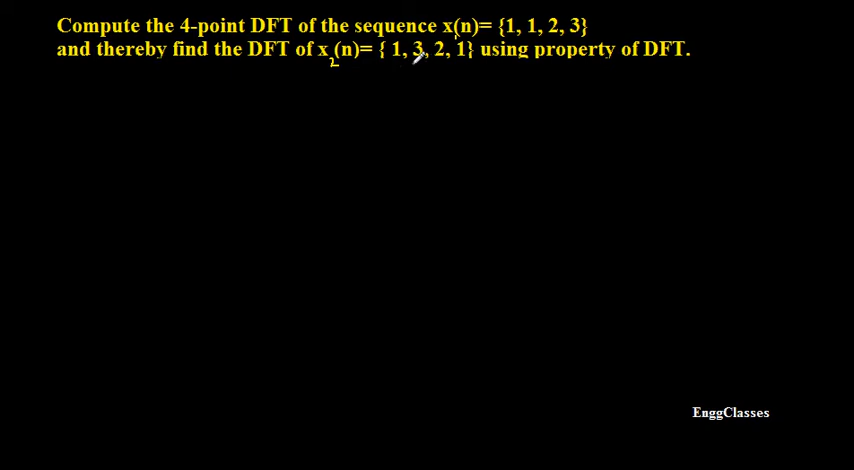 Compute the 4-point DFT of the sequence x(n)= {1, 1, 2, 3}
and thereby find the DFT of x2(n)= { 1, 3, 2, 1} using property of DFT.
EnggClasses